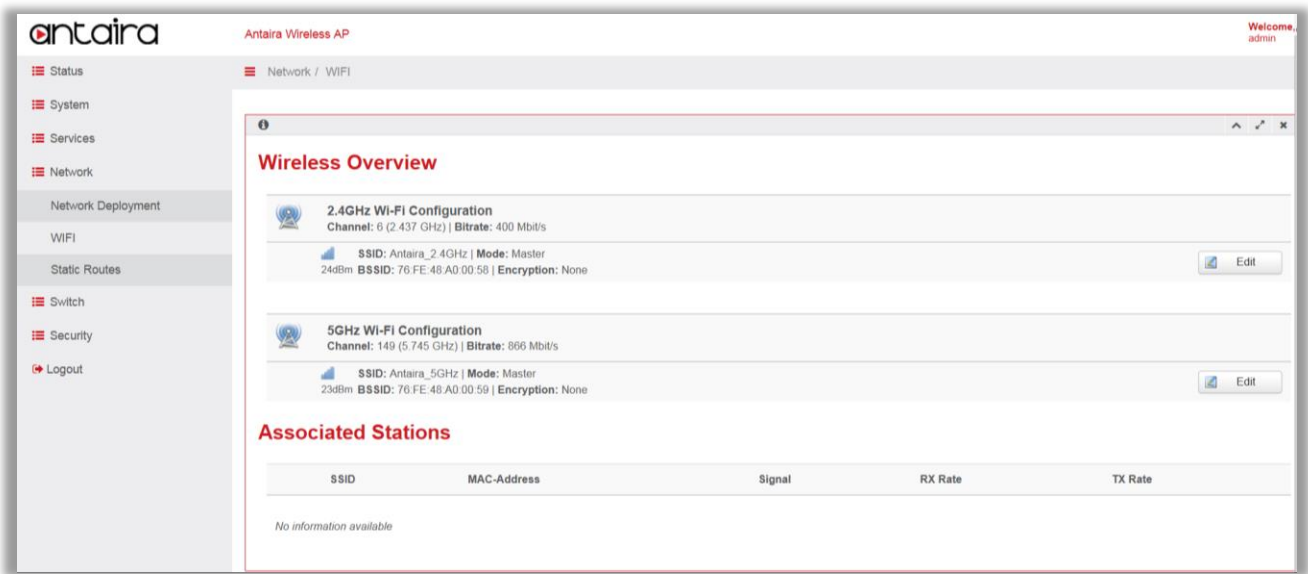 antaira
Antaira Wireless AP
Welcome,
admin
Status
System
Services
Network
Network Deployment
WIFI
Static Routes
Switch
Security
Logout
Network / WIFI
Wireless Overview
2.4GHz Wi-Fi Configuration
Channel: 6 (2.437 GHz) | Bitrate: 400 Mbit/s
SSID: Antaira_2.4GHz | Mode: Master
24dBm BSSID: 76:FE:48:A0:00:58 | Encryption: None
Edit
5GHz Wi-Fi Configuration
Channel: 149 (5.745 GHz) | Bitrate: 866 Mbit/s
SSID: Antaira_5GHz | Mode: Master
23dBm BSSID: 76:FE:48:A0:00:59 | Encryption: None
Edit
Associated Stations
SSID MAC-Address Signal RX Rate TX Rate
No information available